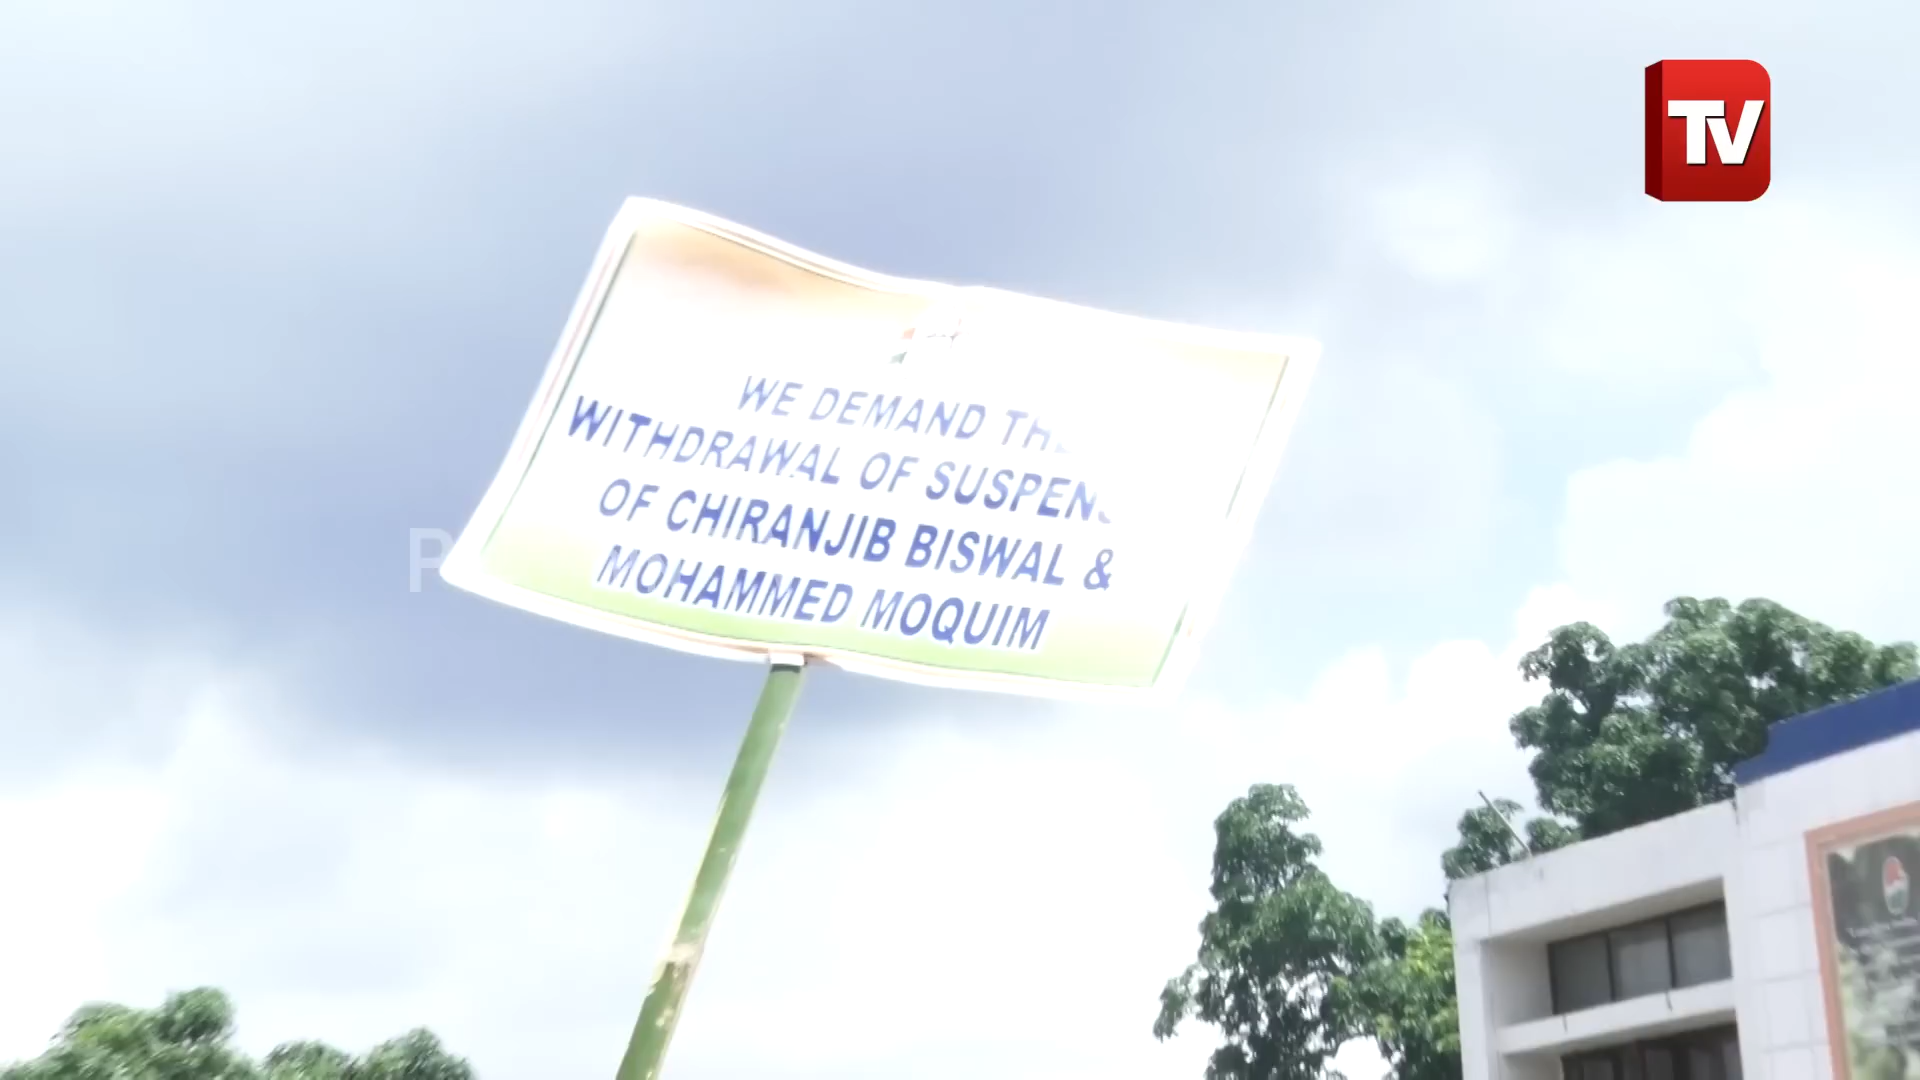 TV
WE DEMAND
WITHDRAWAL OF
OF CHIRANJIB BISWAL &
MOHAMMED MOQUIM